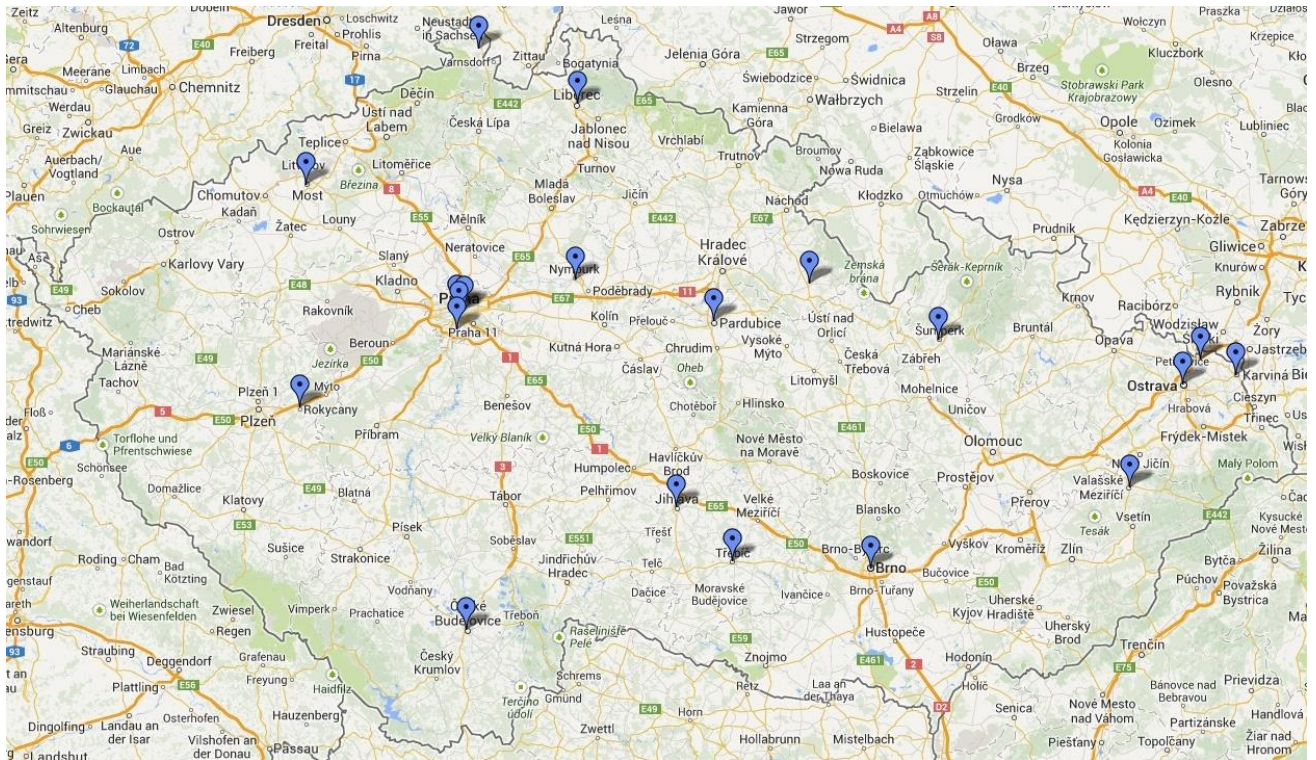 Zeitz
Altenburg
Dresden
Loschwitz
Prohlis
Pirna
Freital
Freiberg
Neustadt
in Sachsen
Varnsdorf
Zittau
Bogatynia
Leśna
Jawor
Jelenia Góra
Strzegom
Świebodzice
Świdnica
Wałbrzych
Kamienna
Góra
Strzelin
Oława
Brzeg
Wołczyn
Kluczbork
Praszka
Krzepice
Olesno
Stobrawski Park
Krajobrazowy
Opole
Ozimek
Lubliniec
Grodków
Kolonia
Gosławicka
Limbach
Meerane
Glauchau
Chemnitz
Werdau
Zwickau
Greiz
Aue
Auerbach/
Vogtland
Plauen
Bockautal
Sohrwiesen
Aš
Děčín
Ústí nad
Labem
Teplice
Česká Lípa
Liberec
Jablonec
nad Nisou
Turnov
Vrchlabí
Trutnov
Broumov
Bielawa
Ząbkowice
Śląskie
Nowa Ruda
Kłodzko
Otmuchów
Nysa
Prudnik
Kędzierzyn-Koźle
Gliwice
Knurów
Rybnik
Żory
Litoměřice
Březina
Most
Chomutov
Kadaň
Žatec
Louny
Ostrov
Karlovy Vary
Sokolov
Cheb
Mělník
Neratovice
Mladá
Boleslav
Jičín
Náchod
Hradec
Králové
Slaný
Kladno
Rakovník
Beroun
Praha 11
Nymburk
Poděbrady
Kolín
Přelouč
Pardubice
Kutná Hora
Čáslav
Chrudim
Oheb
Vysoké
Mýto
Ústí nad
Orlicí
Česká
Třebová
Litomyšl
Zemská
brána
Šerák-Keprník
Šumperk
Zábřeh
Mohelnice
Bruntál
Uničov
Krnov
Opava
Racibórz
Wodzisław
Jastrzęb
Karviná
Ostrava
Hrabová
Cieszyn
Třinec
Frýdek-Místek
Malý Polom
Mariánské
Lázně
Tachov
Jezírka
Mýto
Plzeň 1
Plzeň
Rokycany
Příbram
Benešov
Velký Blaník
Chotěboř
Hlinsko
Nové Město
na Moravě
Havlíčkův
Brod
Humpolec
Pelhřimov
Jihlava
Velké
Meziříčí
Boskovice
Blansko
Prostějov
Olomouc
Přerov
Kroměříž
Zlín
Vyškov
Valašské
Meziříčí
Vsetín
Tesák
Torflohe und
Pfrentschwiese
Schönsee
Domažlice
Klatovy
Blatná
Tábor
Písek
Soběslav
Sušice
Strakonice
Vodňany
Vimperk
Prachatice
Jindřichův
Hradec
Třešť
Telč
Dačice
Třebíč
Moravské
Budějovice
Ivančice
Brno
Brno-Tuřany
Bučovice
Kyjov
Uherské
Hradiště
Uherský
Brod
Žilina
Bytča
Púchov
Považská
Bystrica
Trenčín
Roding
Cham
Bad
Kötzting
Weiherlandschaft
bei Wiesenfelden
Zwiesel
Regen
Straubing
Deggendorf
Grafenau
Freyung
Haidfilz
Plattling
Hauzenberg
Osterhofen
Vilshofen an
der Donau
Passau
Dingolfing
Landau an
der Isar
Landshut
České
Budějovice
Třeboň
Český
Krumlov
Rašeliniště
Pelé
Terčino
údolí
Schrems
Gmünd
Zwettl
Horn
Znojmo
Retz
Laa an
der Thaya
Hollabrunn
Mistelbach
Hustopeče
Hodonín
Holíč
Senica
Nové Mesto
nad Váhom
Piešťany
Topoľčany
Partizánske
Bánovce nad
Bebravou
Prievidza
Handlová
Žiar nad
Hronom